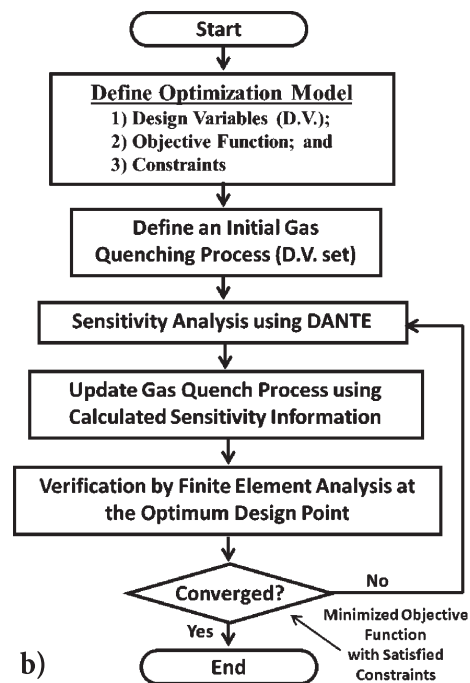 Start
Define Optimization Model
1) Design Variables (D.V.);
2) Objective Function; and
3) Constraints
Define an Initial Gas
Quenching Process (D.V. set)
Sensitivity Analysis using DANTE
Update Gas Quench Process using
Calculated Sensitivity Information
Verification by Finite Element Analysis at
the Optimum Design Point
Converged?
No
Yes
Minimized Objective
Function
with Satisfied
Constraints
End
b)